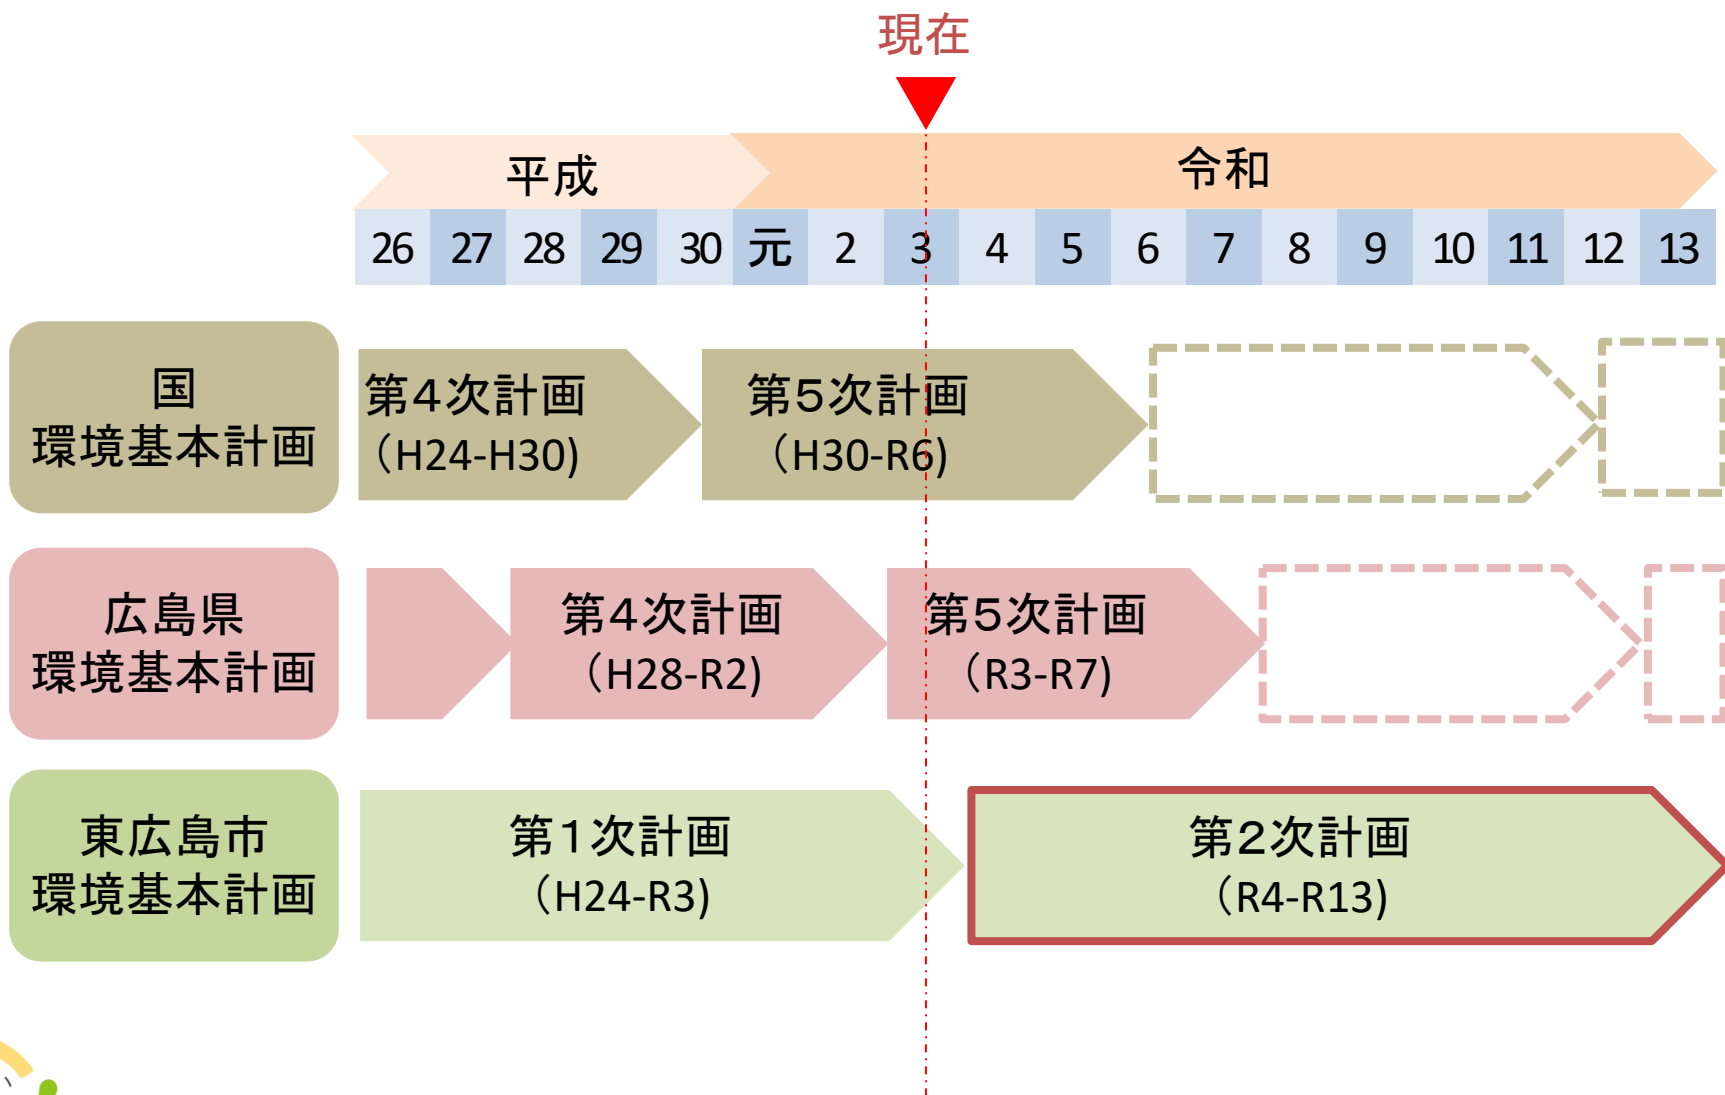 現在
平成
令和
26 27 28 29 30 元 2 3 4 5 6 7 8 9 10 11 12 13
国
環境基本計画
第4次計画
（H24-H30)
第5次計画
（H30-R6)
広島県
環境基本計画
第4次計画
（H28-R2)
第5次計画
（R3-R7)
東広島市
環境基本計画
第1次計画
（H24-R3)
第2次計画
（R4-R13)